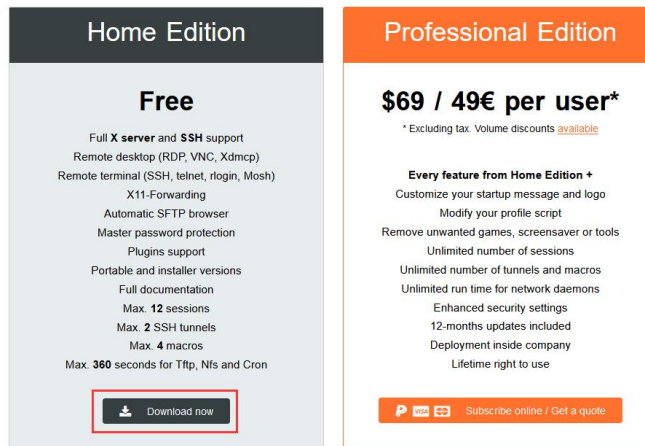 Home Edition
Free
Full X server and SSH support
Remote desktop (RDP, VNC, Xdmcp)
Remote terminal (SSH, telnet, rlogin, Mosh)
X11-Forwarding
Automatic SFTP browser
Master password protection
Plugins support
Portable and installer versions
Full documentation
Max. 12 sessions
Max. 2 SSH tunnels
Max. 4 macros
Max. 360 seconds for Tftp, Nfs and Cron
Download now
Professional Edition
$69 / 49€ per user*
* Excluding tax. Volume discounts available
Every feature from Home Edition +
Customize your startup message and logo
Modify your profile script
Remove unwanted games, screensaver or tools
Unlimited number of sessions
Unlimited number of tunnels and macros
Unlimited run time for network daemons
Enhanced security settings
12-months updates included
Deployment inside company
Lifetime right to use
VISA Subscribe online / Get a quote